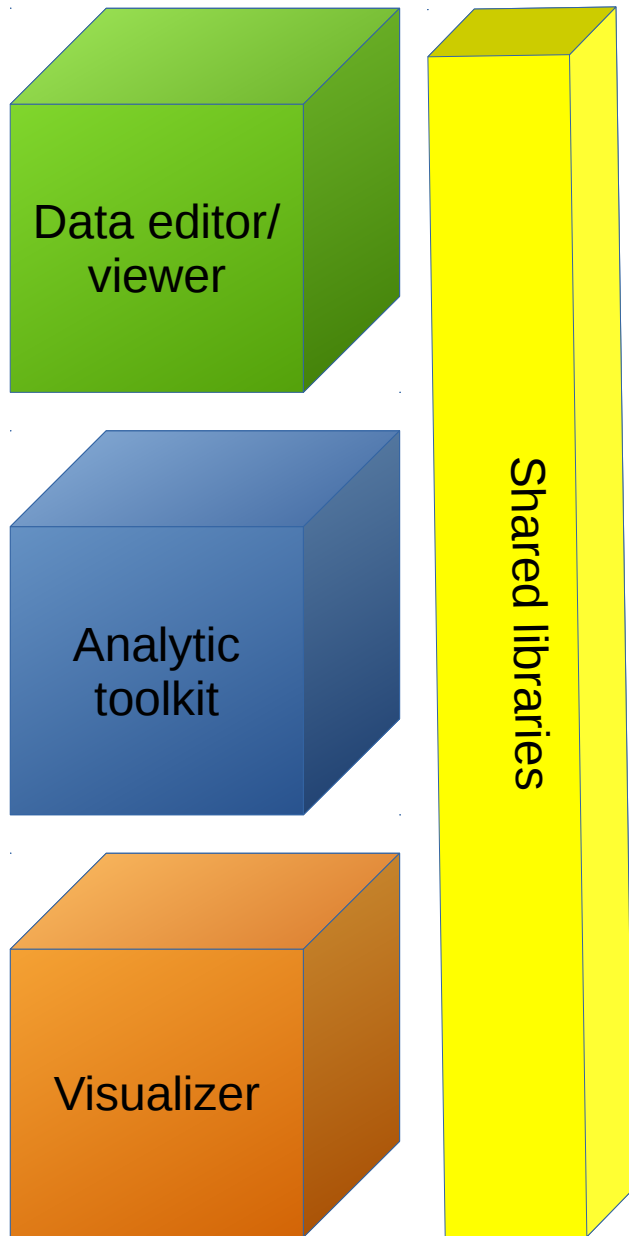 Data editor/
viewer
Analytic
toolkit
Visualizer
Shared libraries